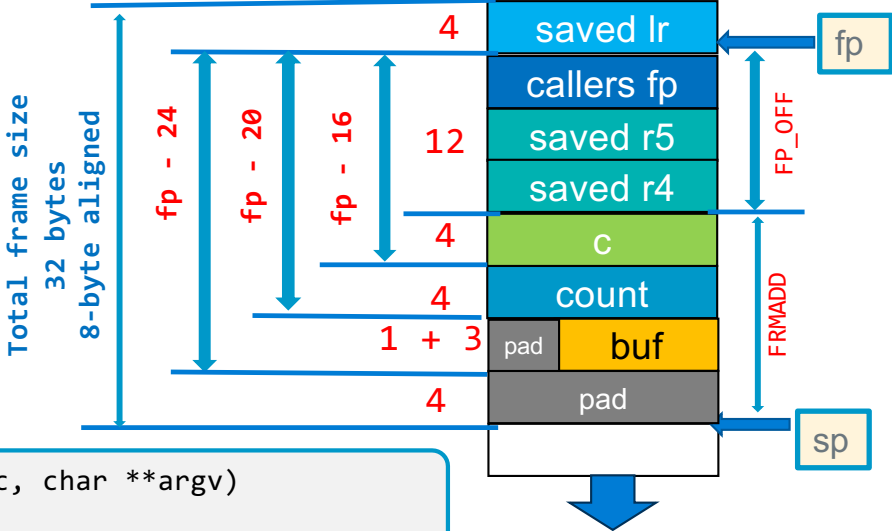 4
saved lr
fp
callers fp
12
saved r5
saved r4
FP_OFF
4
c
4
count
1 + 3
pad
buf
4
pad
FRMADD
sp
fp - 24
fp - 20
fp - 16
Total frame size
32 bytes
8-byte aligned
c, char **argv)